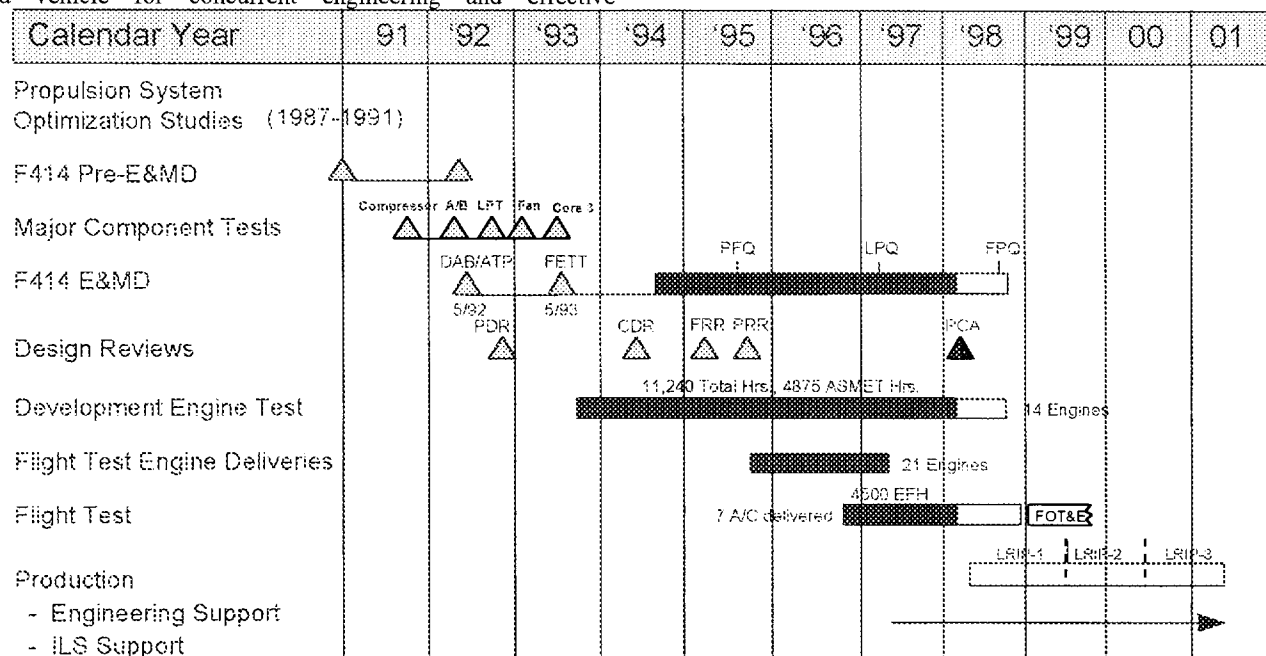 a vehicle for concurrent engineering and effective
Calendar Year 91 '92 '93 '94 '95 '96 '97 '98 '99 00 01
Propulsion System
Optimization Studies (1987-1991)
F414 Pre-E&MD
Compressor A/B LPT Fan Core 3
Major Component Tests
PFQ LPQ FPQ
DAB/ATP FETT
F414 E&MD
5/92 5/93
PDR CDR FRR PRR PCA
Design Reviews
11,240 Total Hrs., 4875 ASMET Hrs.
Development Engine Test 14 Engines
Flight Test Engine Deliveries 21 Engines
4500 EFH
Flight Test 7 A/C delivered FOT&E
LRIP-1 LRIP-2 LRIP-3
Production
- Engineering Support
- ILS Support